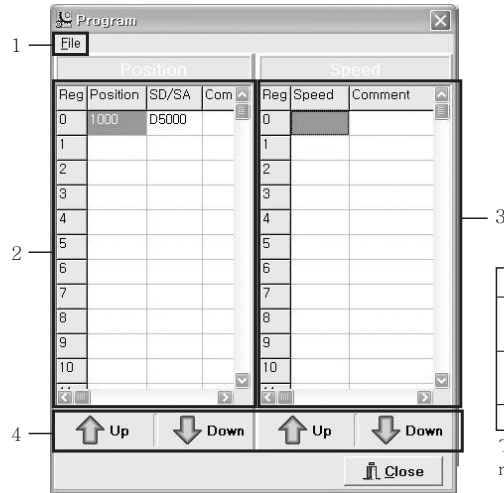 Program
1
File
Position
Speed
Reg Position SD/SA Com
Reg Speed Comment
0 1000 D5000
0
1
1
2
2
3
3
4
4
3
5
5
2
6
6
7
7
8
8
9
9
10
10
4
Up
Down
Up
Down
Close